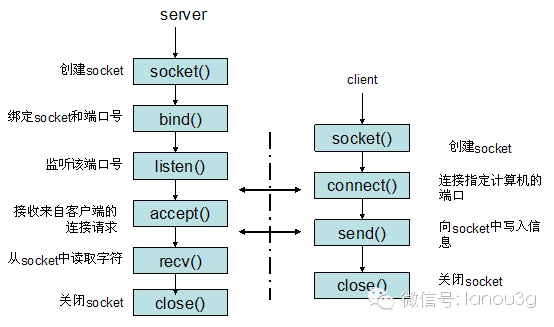 server
创建socket
socket()
绑定socket和端口号
bind()
监听该端口号
listen()
接收来自客户端的
连接请求
accept()
从socket中读取字符
recv()
关闭socket
close()
client
socket()
创建socket
connect()
连接指定计算机的
端口
send()
向socket中写入信
息
close()
关闭socket
微信号: lanou3g